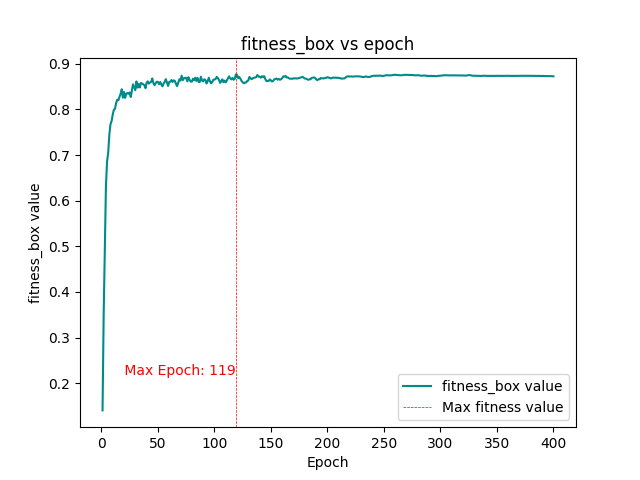 fitness_box vs epoch
fitness_box value
0.9
0.8
0.7
0.6
0.5
0.4
0.3
0.2
Max Epoch: 119
fitness_box value
Max fitness value
0
50
100
150
200
250
300
350
400
Epoch